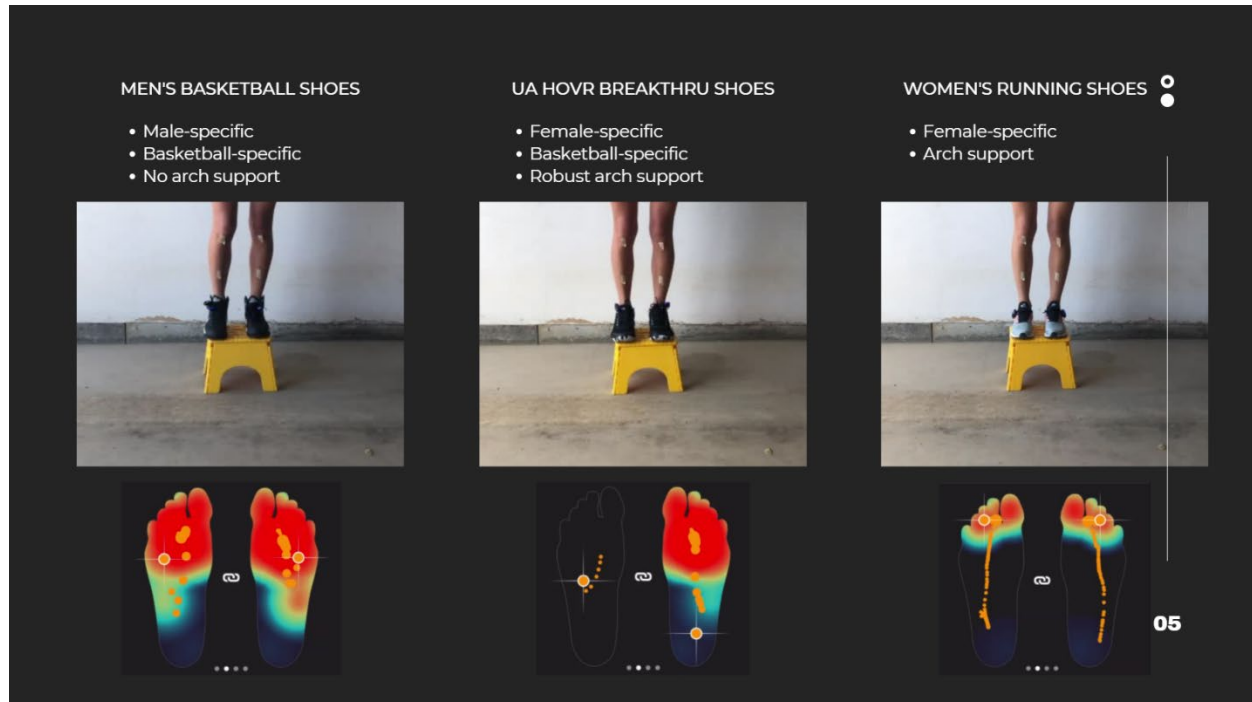 MEN'S BASKETBALL SHOES
• Male-specific
• Basketball-specific
• No arch support
UA HOVR BREAKTHRU SHOES
• Female-specific
• Basketball-specific
• Robust arch support
WOMEN'S RUNNING SHOES
• Female-specific
• Arch support
05